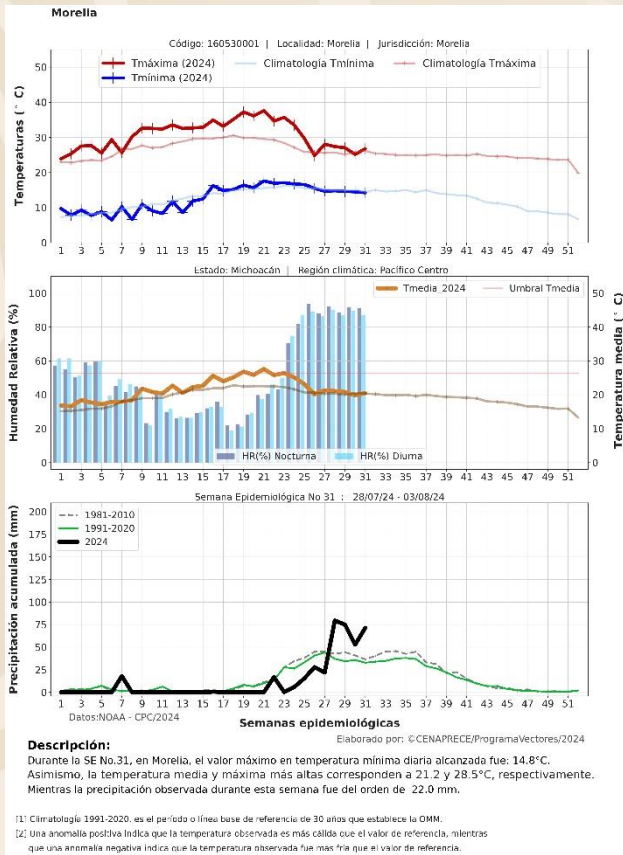 Morelia
Código: 160530001 | Localidad: Morelia | Jurisdicción: Morelia
Tmáxima (2024)
Climatología Tmínima
Climatología Tmáxima
Tmínima (2024)
Temperaturas (° C)
50
40
30
20
10
0
1 3 5 7 9 11 13 15 17 19 21 23 25 27 29 31 33 35 37 39 41 43 45 47 49 51
Estado: Michoacán | Región climática: Pacífico Centro
Tmedia_2024
Umbral Tmedia
Humedad Relativa (%)
100
80
60
40
20
0
Temperatura media (° C)
50
40
30
20
10
0
HR(%) Nocturna
HR(%) Diurna
1 3 5 7 9 11 13 15 17 19 21 23 25 27 29 31 33 35 37 39 41 43 45 47 49 51
Semana Epidemiológica No 31 : 28/07/24 - 03/08/24
1981-2010
1991-2020
2024
Precipitación acumulada (mm)
200
175
150
125
100
75
50
25
0
1 3 5 7 9 11 13 15 17 19 21 23 25 27 29 31 33 35 37 39 41 43 45 47 49 51
Datos:NOAA - CPC/2024
Semanas epidemiológicas
Elaborado por: ©CENAPRECE/ProgramaVectores/2024
Descripción:
Durante la SE No.31, en Morelia, el valor máximo en temperatura mínima diaria alcanzada fue: 14.8°C.
Asimismo, la temperatura media y máxima más altas corresponden a 21.2 y 28.5°C, respectivamente.
Mientras la precipitación observada durante esta semana fue del orden de 22.0 mm.
[1] Climatología 1991-2020, es el período o línea base de referencia de 30 años que establece la OMM.
[2] Una anomalía positiva indica que la temperatura observada es más cálida que el valor de referencia, mientras
que una anomalía negativa indica que la temperatura observada fue mas fría que el valor de referencia.